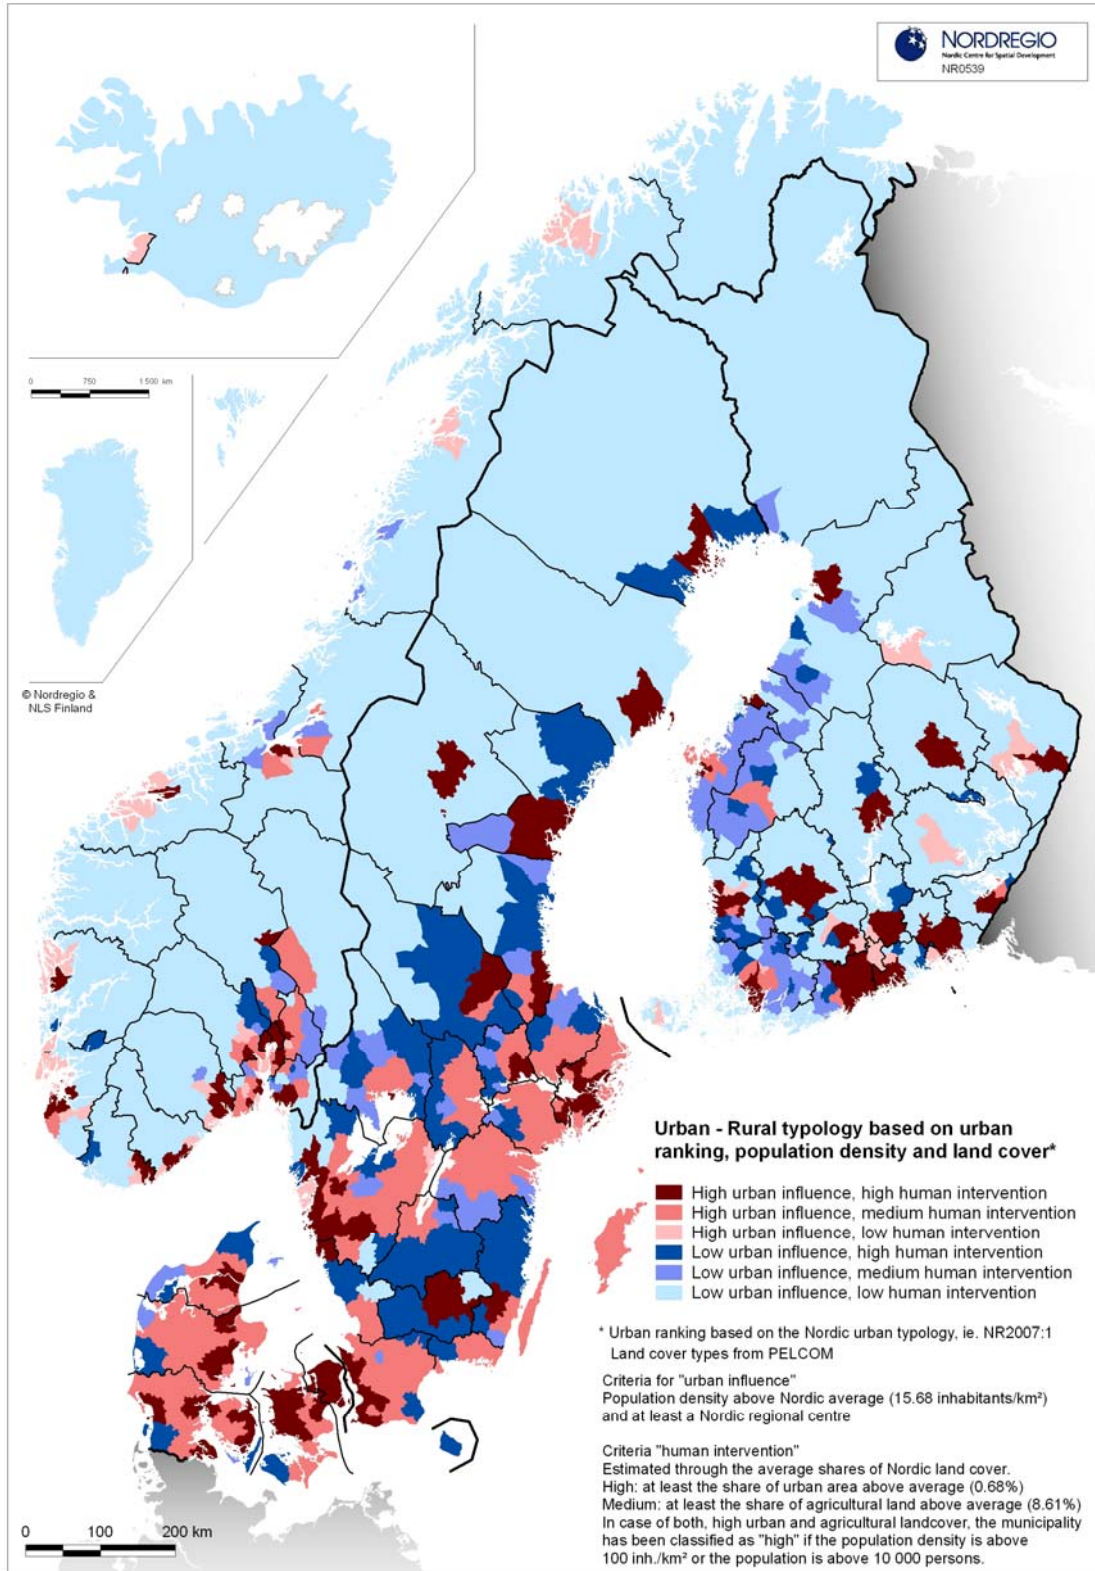 NORDREGIO
Nordic Centre for Spatial Development
NR0539
0 750 1 500 km
© Nordregio &
NLS Finland
Urban - Rural typology based on urban
ranking, population density and land cover*
High urban influence, high human intervention
High urban influence, medium human intervention
High urban influence, low human intervention
Low urban influence, high human intervention
Low urban influence, medium human intervention
Low urban influence, low human intervention
* Urban ranking based on the Nordic urban typology, ie. NR2007:1
Land cover types from PELCOM
Criteria for "urban influence"
Population density above Nordic average (15.68 inhabitants/km²)
and at least a Nordic regional centre
Criteria "human intervention"
Estimated through the average shares of Nordic land cover.
High: at least the share of urban area above average (0.68%)
Medium: at least the share of agricultural land above average (8.61%)
In case of both, high urban and agricultural landcover, the municipality
has been classified as "high" if the population density is above
100 inh./km² or the population is above 10 000 persons.
0 100 200 km